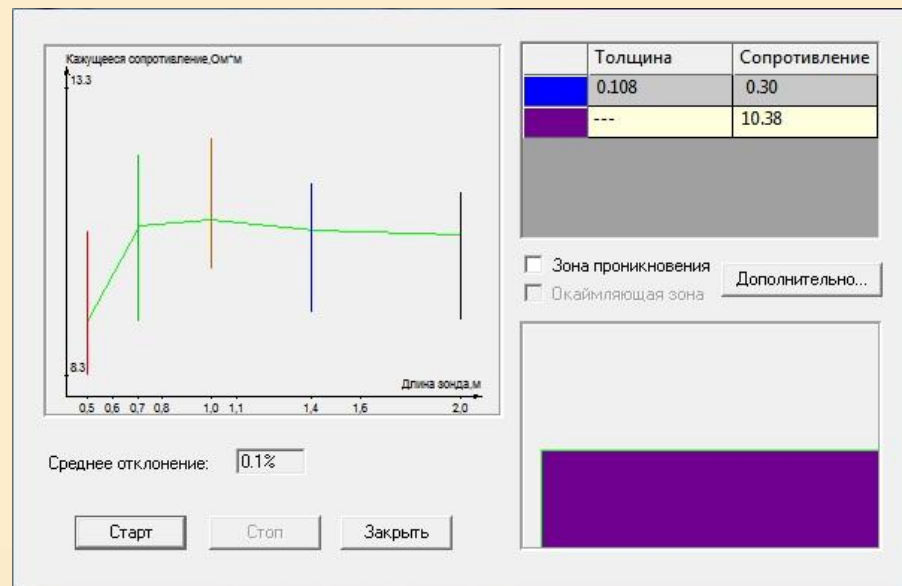 Кажущееся сопротивление,Ом*м
13.3
8.3
Длина зонда,м
0,5 0,6 0,7 0,8 1,0 1,1 1,4 1,6 2,0
Среднее отклонение: 0.1%
Старт Стоп Закрыть
Толщина Сопротивление
0.108 0.30
--- 10.38
Зона проникновения
Окаймляющая зона
Дополнительно...